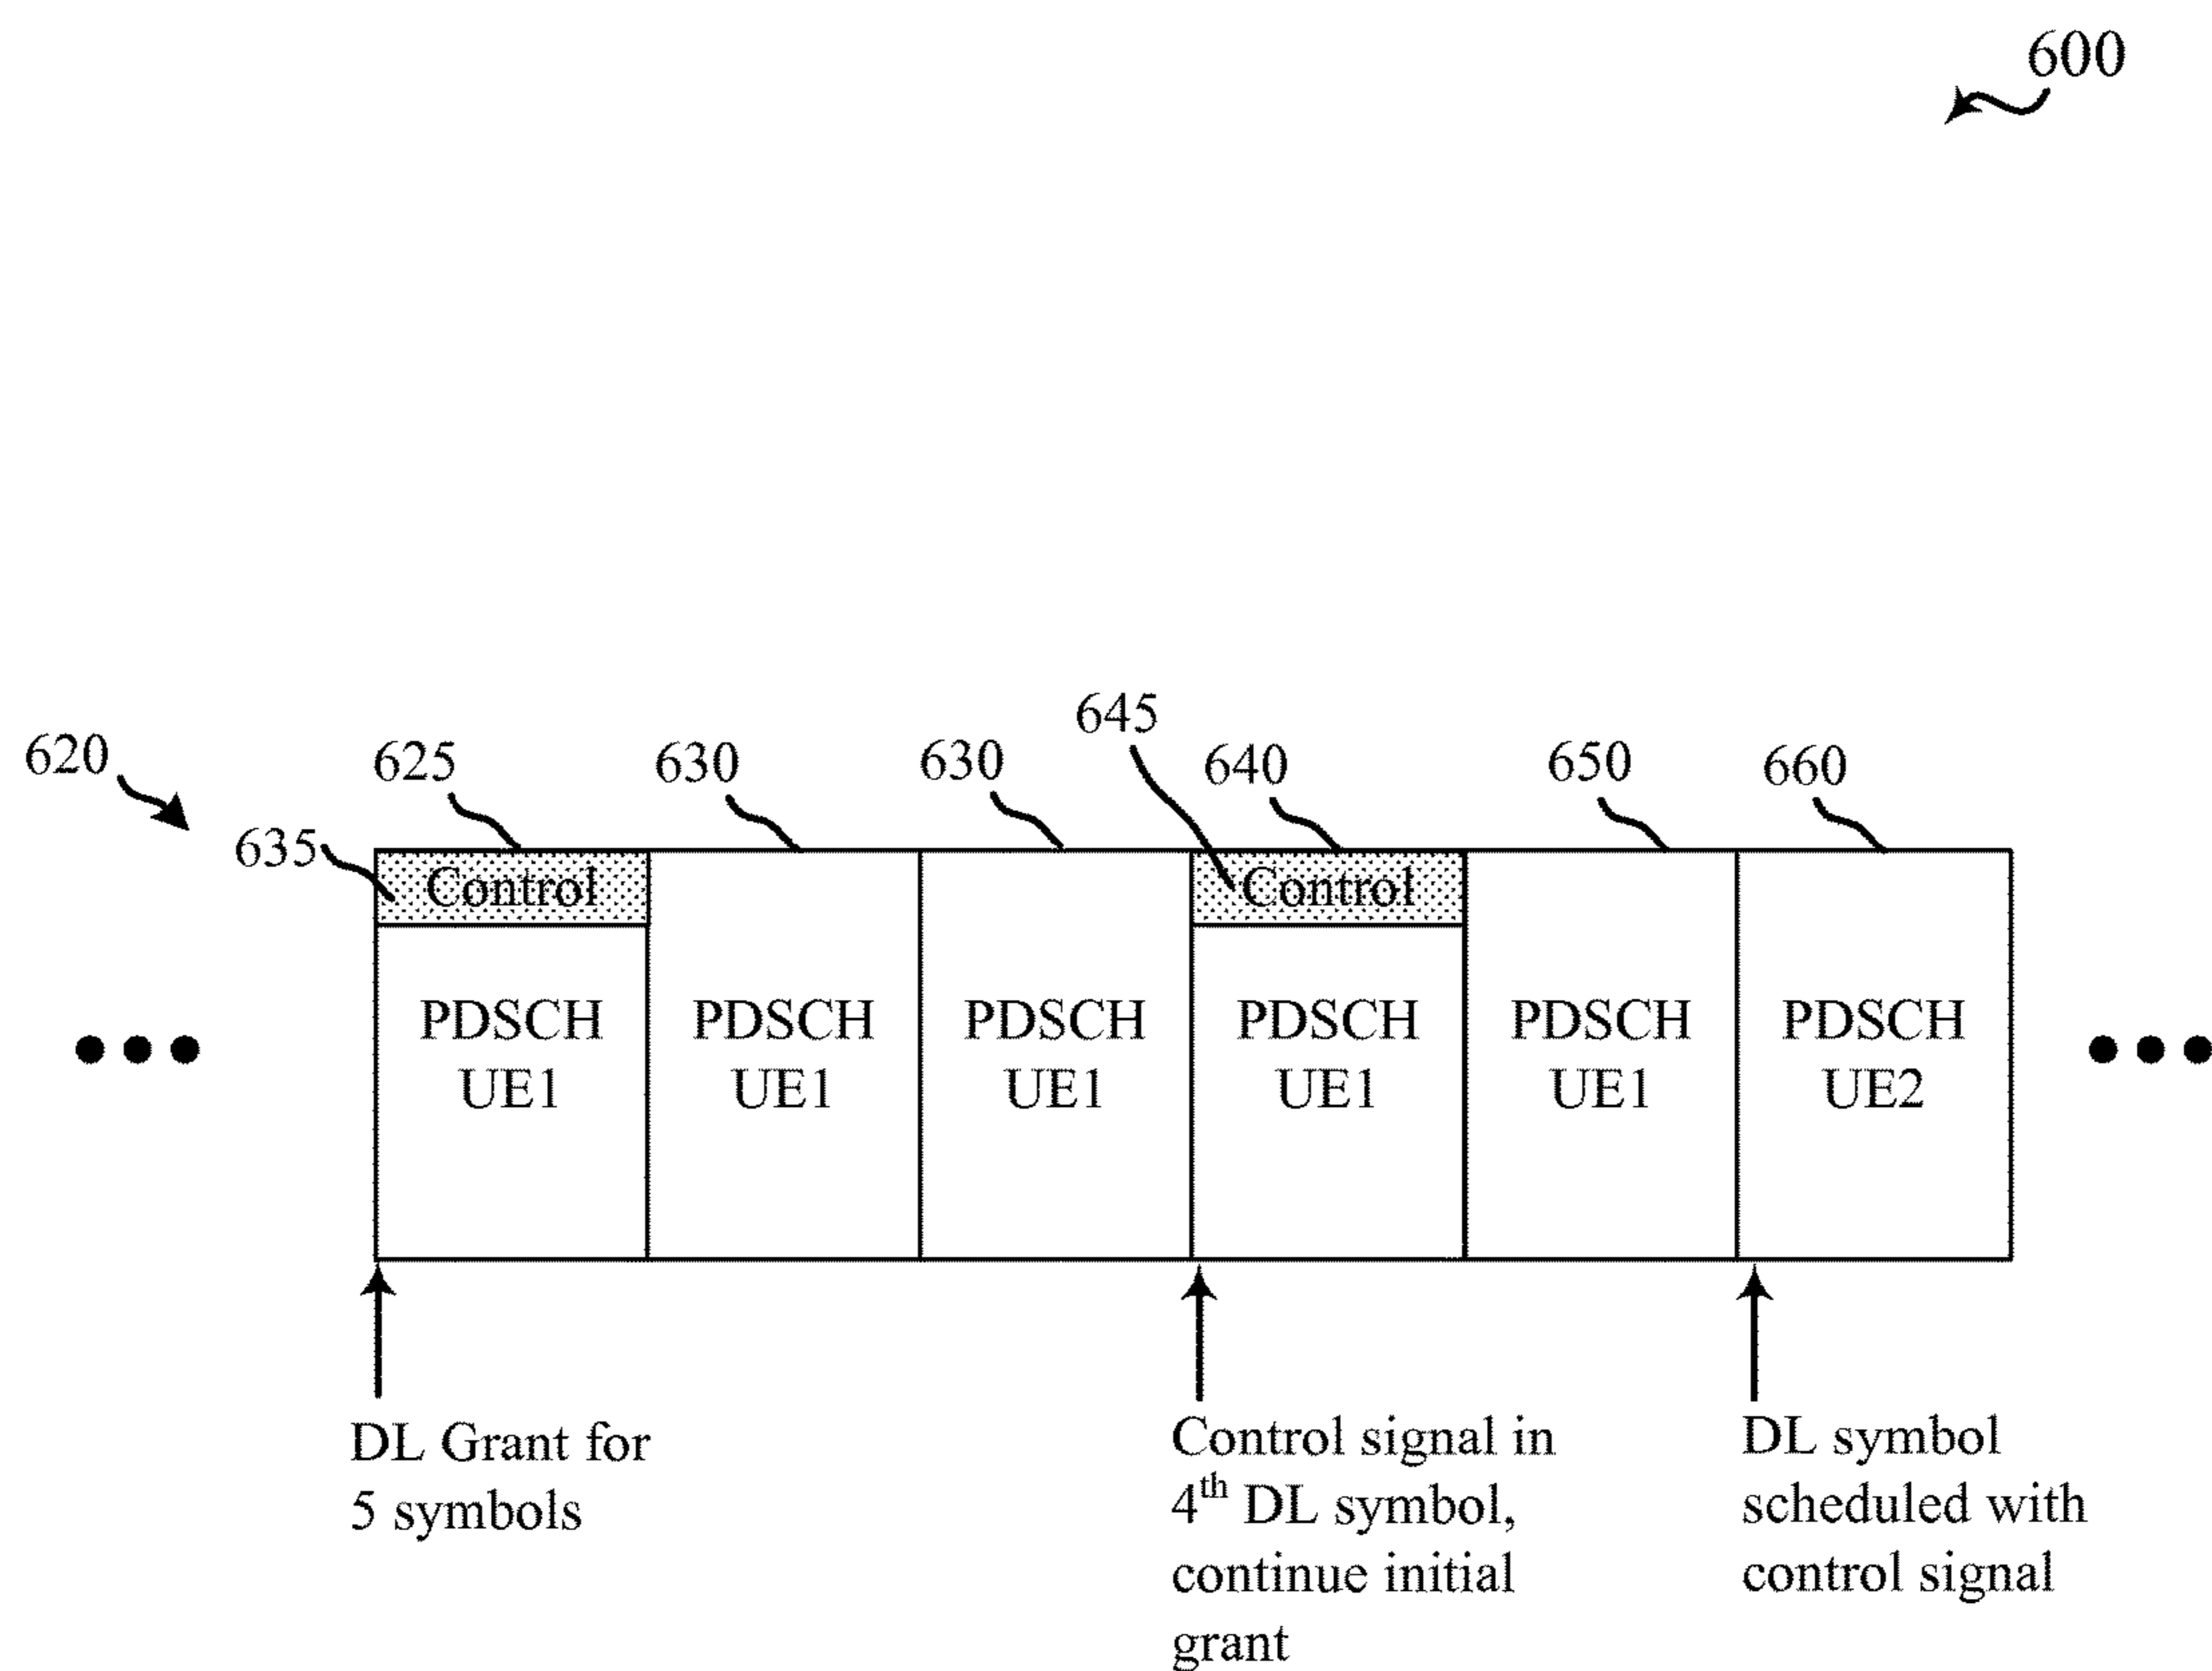 600
645
620
625
630
630
640
650
660
635
Control
Control
PDSCH
UE1
PDSCH
UE1
PDSCH
UE1
PDSCH
UE1
PDSCH
UE1
PDSCH
UE2
DL Grant for
5 symbols
Control signal in
4th DL symbol,
continue initial
grant
DL symbol
scheduled with
control signal